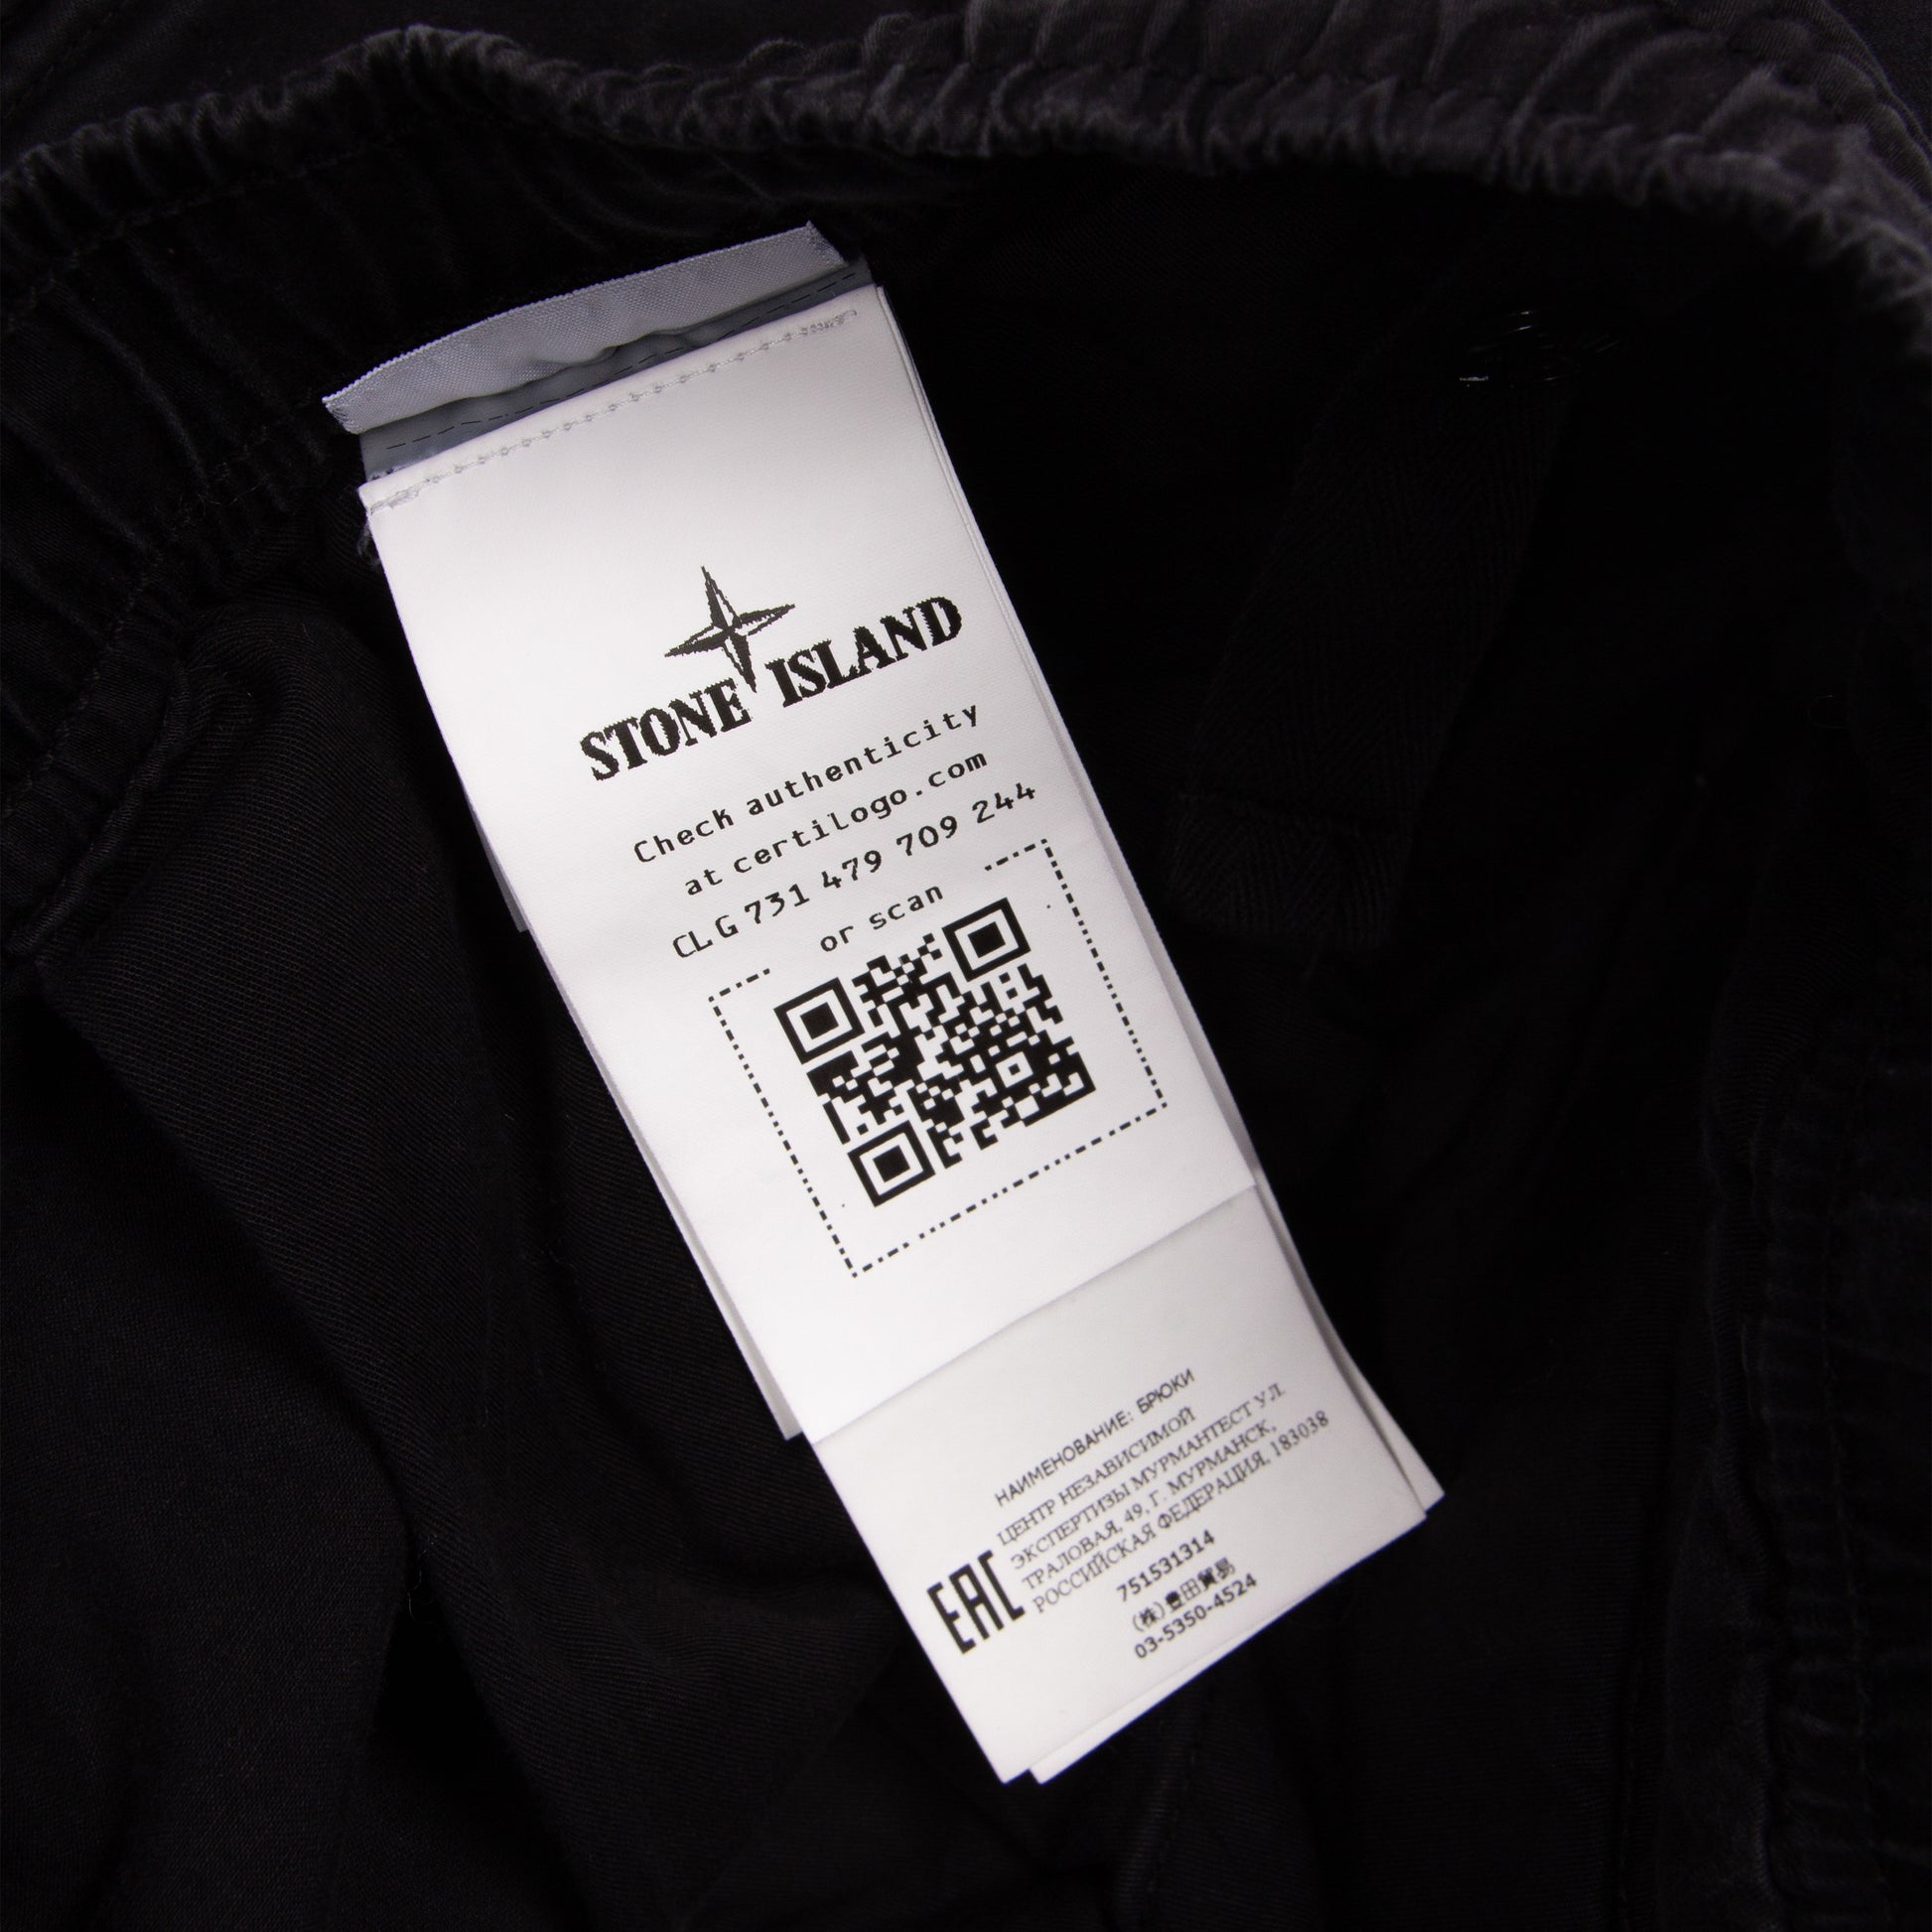 STONE ISLAND
Check authenticity
at certilogo.com
CLG 731 479 709 244
or scan
НАИМЕНОВАНИЕ: БРЮКИ
ЦЕНТР НЕЗАВИСИМОЙ
ЭКСПЕРТИЗЫ МУРМАНТЕСТ УЛ.
ТРАЛОВАЯ, 49, Г. МУРМАНСК,
РОССИЙСКАЯ ФЕДЕРАЦИЯ, 183038
EAC
751531314
(株)豊田貿易
03-5350-4524